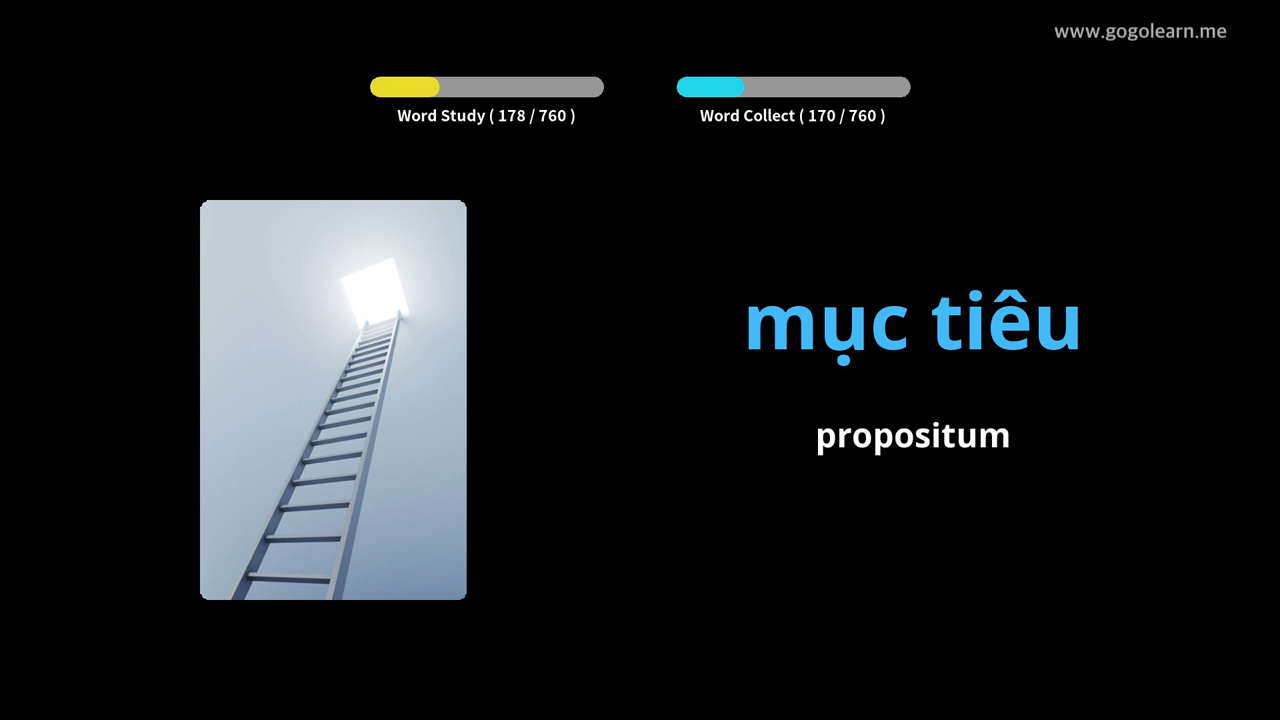 www.gogolearn.me
Word Study ( 178 / 760 )
Word Collect ( 170 / 760 )
mục tiêu
propositum